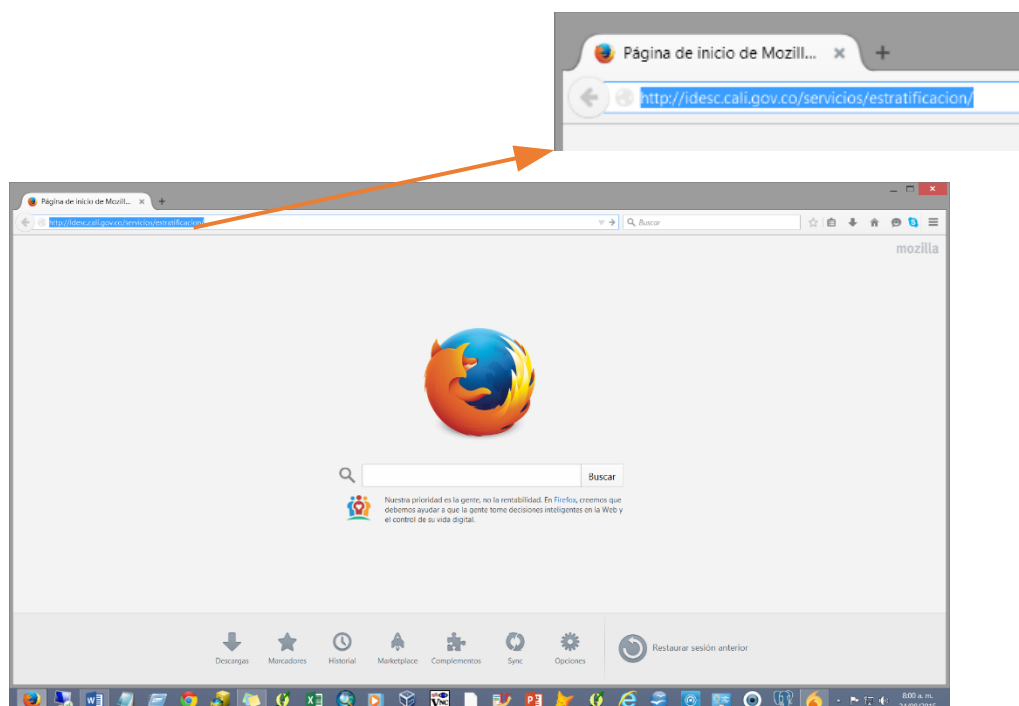 Página de inicio de Mozill...
http://idesc.cali.gov.co/servicios/estratificacion/
Página de inicio de Mozill...
http://idesc.cali.gov.co/servicios/estratificacion/
Buscar
mozilla
Buscar
Nuestra prioridad es la gente, no la rentabilidad. En Firefox, creemos que
debemos ayudar a que la gente tome decisiones inteligentes en la Web y
el control de su vida digital.
Descargas
Marcadores
Historial
Marketplace
Complementos
Sync
Opciones
Restaurar sesión anterior
VNC
8:00 a. m.